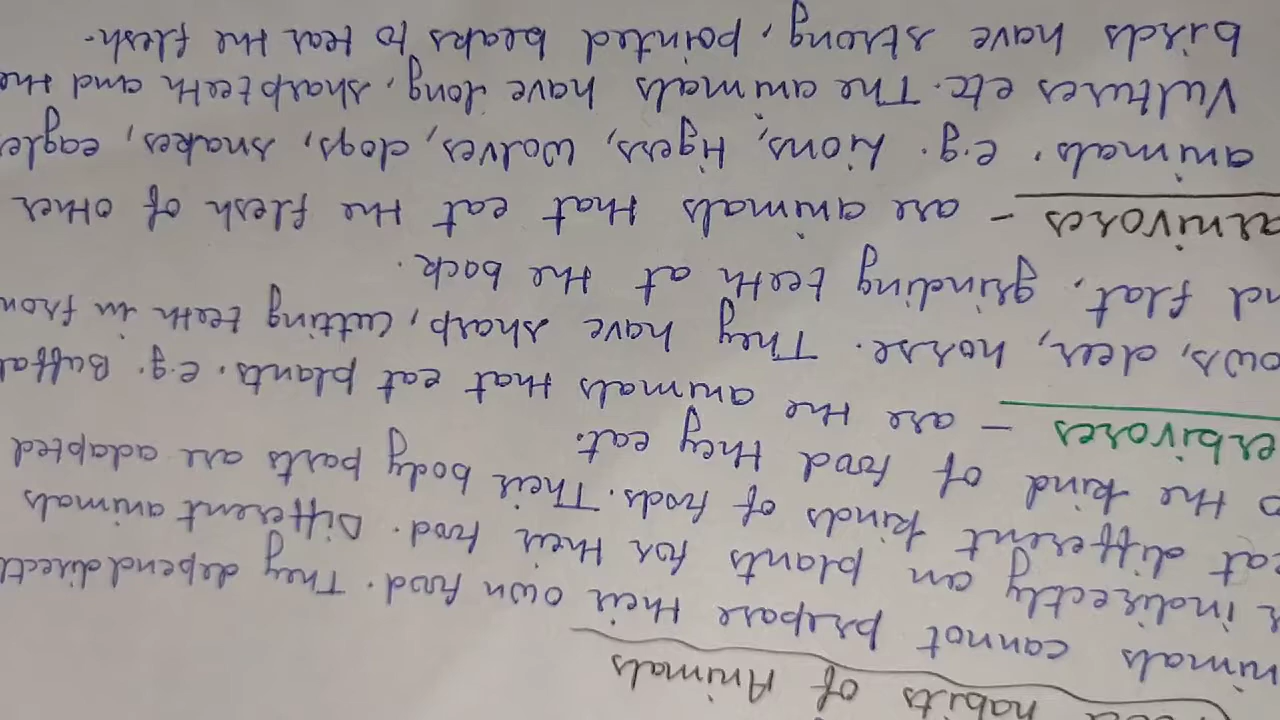 habits of Animals
nimals cannot prepare their own food. They depend directl
indirectly on plants for their food. Different animals
eat different kinds of foods. Their body parts are adapted
the kind of food they eat.
erbivores - are the animals that eat plants. e.g. Buffal
ows, deer, horse. They have sharp, cutting teeth in fron
nd flat, grinding teeth at the back.
arnivores - are animals that eat the flesh of other
animals. e.g. Lions, tigers, wolves, dogs, snakes, eagle
Vultures etc. The animals have long, sharp teeth and the
birds have strong, pointed beaks to tear the flesh.